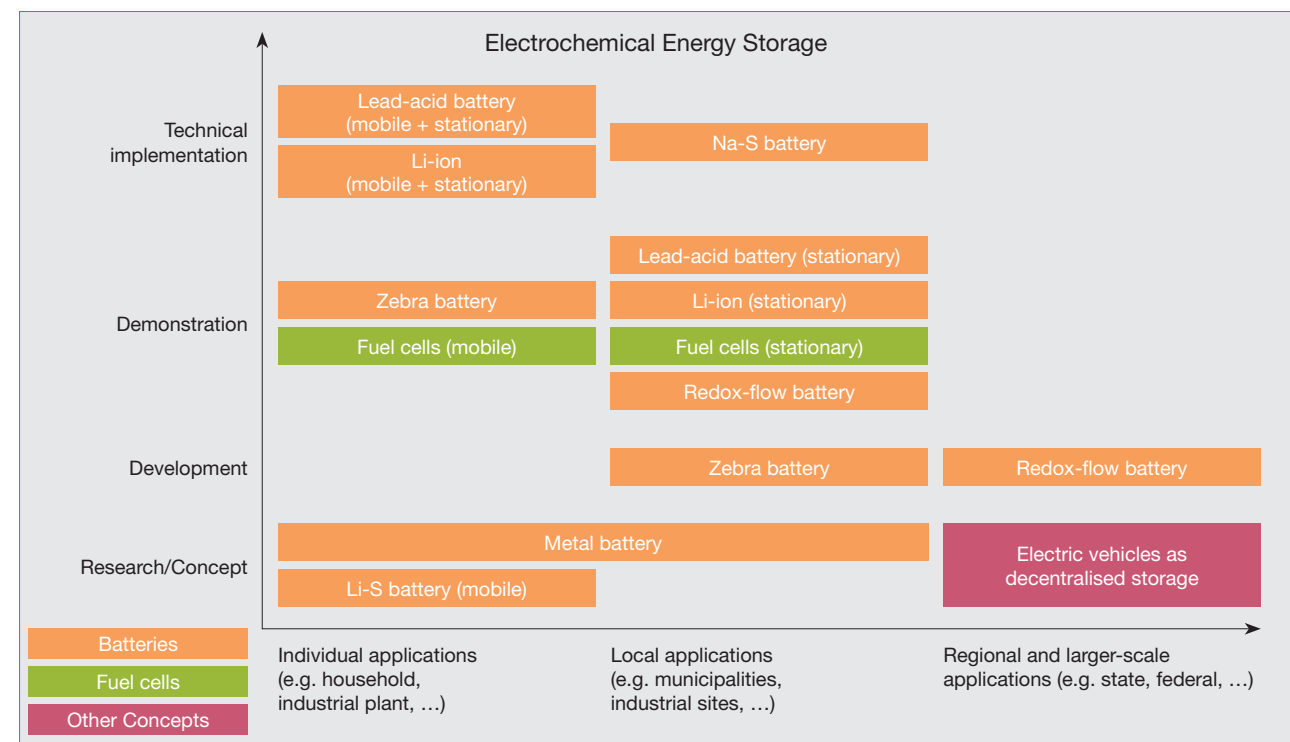 Electrochemical Energy Storage
Technical
implementation
Lead-acid battery
(mobile + stationary)
Li-ion
(mobile + stationary)
Na-S battery
Demonstration
Zebra battery
Fuel cells (mobile)
Lead-acid battery (stationary)
Li-ion (stationary)
Fuel cells (stationary)
Redox-flow battery
Development
Zebra battery
Redox-flow battery
Research/Concept
Metal battery
Li-S battery (mobile)
Electric vehicles as
decentralised storage
Batteries
Fuel cells
Other Concepts
Individual applications
(e.g. household,
industrial plant, …)
Local applications
(e.g. municipalities,
industrial sites, …)
Regional and larger-scale
applications (e.g. state, federal, …)